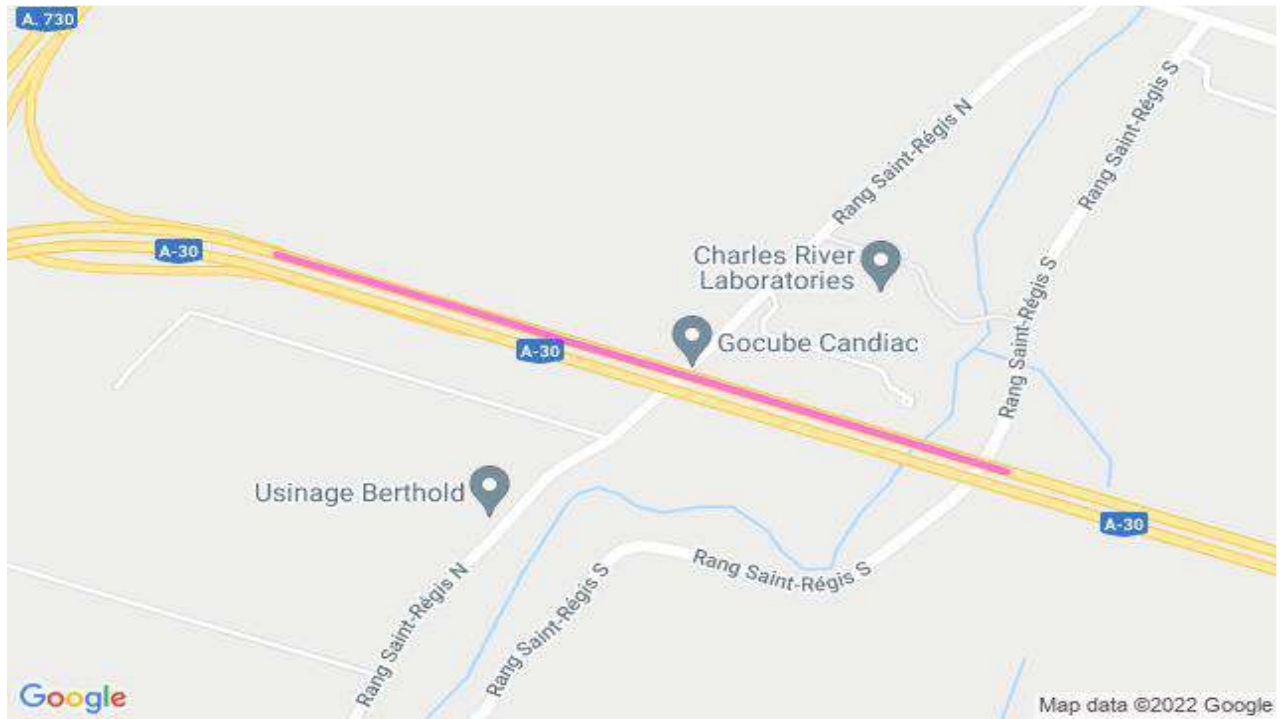 A. 730
Rang Saint-Régis S
Rang Saint-Régis N
A-30
Charles River
Laboratories
Rang Saint-Régis S
Gocube Candiac
A-30
Usinage Berthold
A-30
Rang Saint-Régis S
Rang Saint-Régis N
Rang Saint-Régis S
Google
Map data ©2022 Google